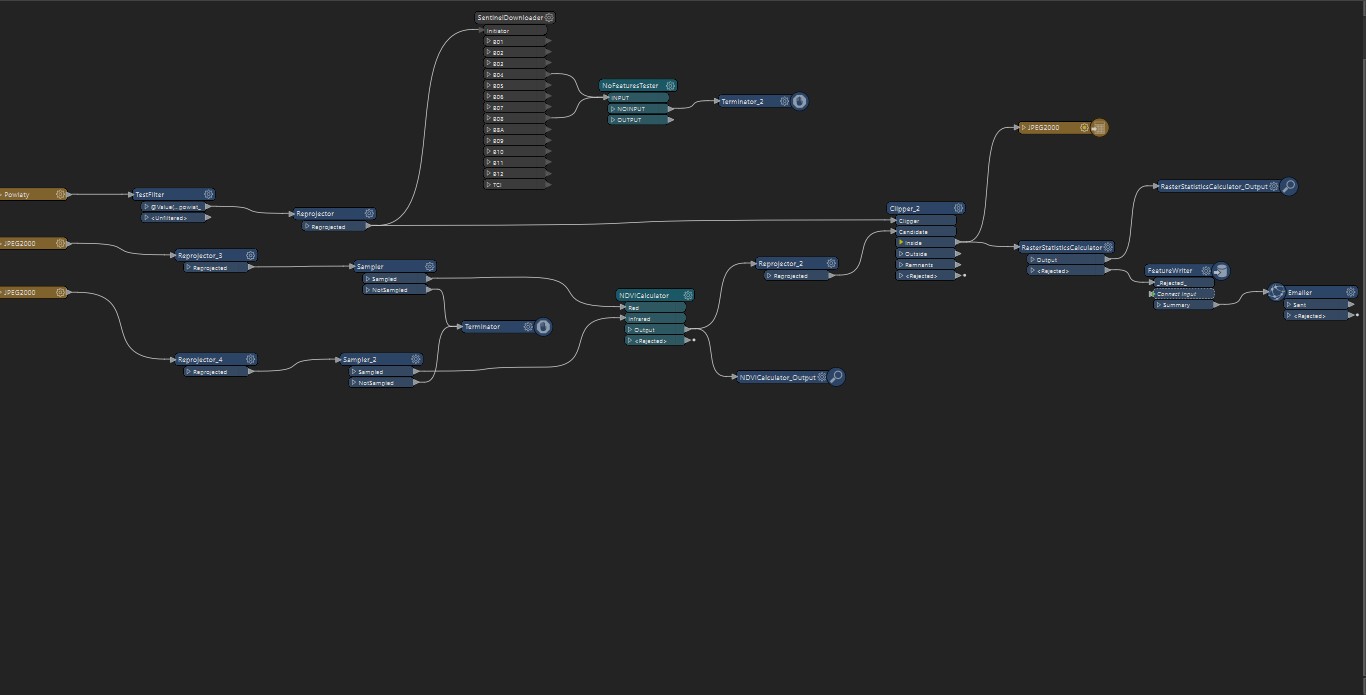 SentinelDownloader
Initiator
B01
B02
B03
B04
B05
B06
B07
B08
B8A
B09
B10
B11
B12
TCI
NoFeaturesTester
INPUT
NOINPUT
OUTPUT
Terminator_2
JPEG2000
Powiaty
TestFilter
@Value(...powiat_
<Unfiltered>
Reprojector
Reprojected
JPEG2000
Reprojector_3
Reprojected
Sampler
Sampled
NotSampled
JPEG2000
Reprojector_4
Reprojected
Sampler_2
Sampled
NotSampled
Terminator
NDVICalculator
Red
Infrared
Output
<Rejected>
Reprojector_2
Reprojected
NDVICalculator_Output
Clipper_2
Clipper
Candidate
Inside
Outside
Remnants
<Rejected>
RasterStatisticsCalculator_Output
RasterStatisticsCalculator
Output
<Rejected>
FeatureWriter
_Rejected_
Connect Input
Summary
Emailer
Sent
<Rejected>